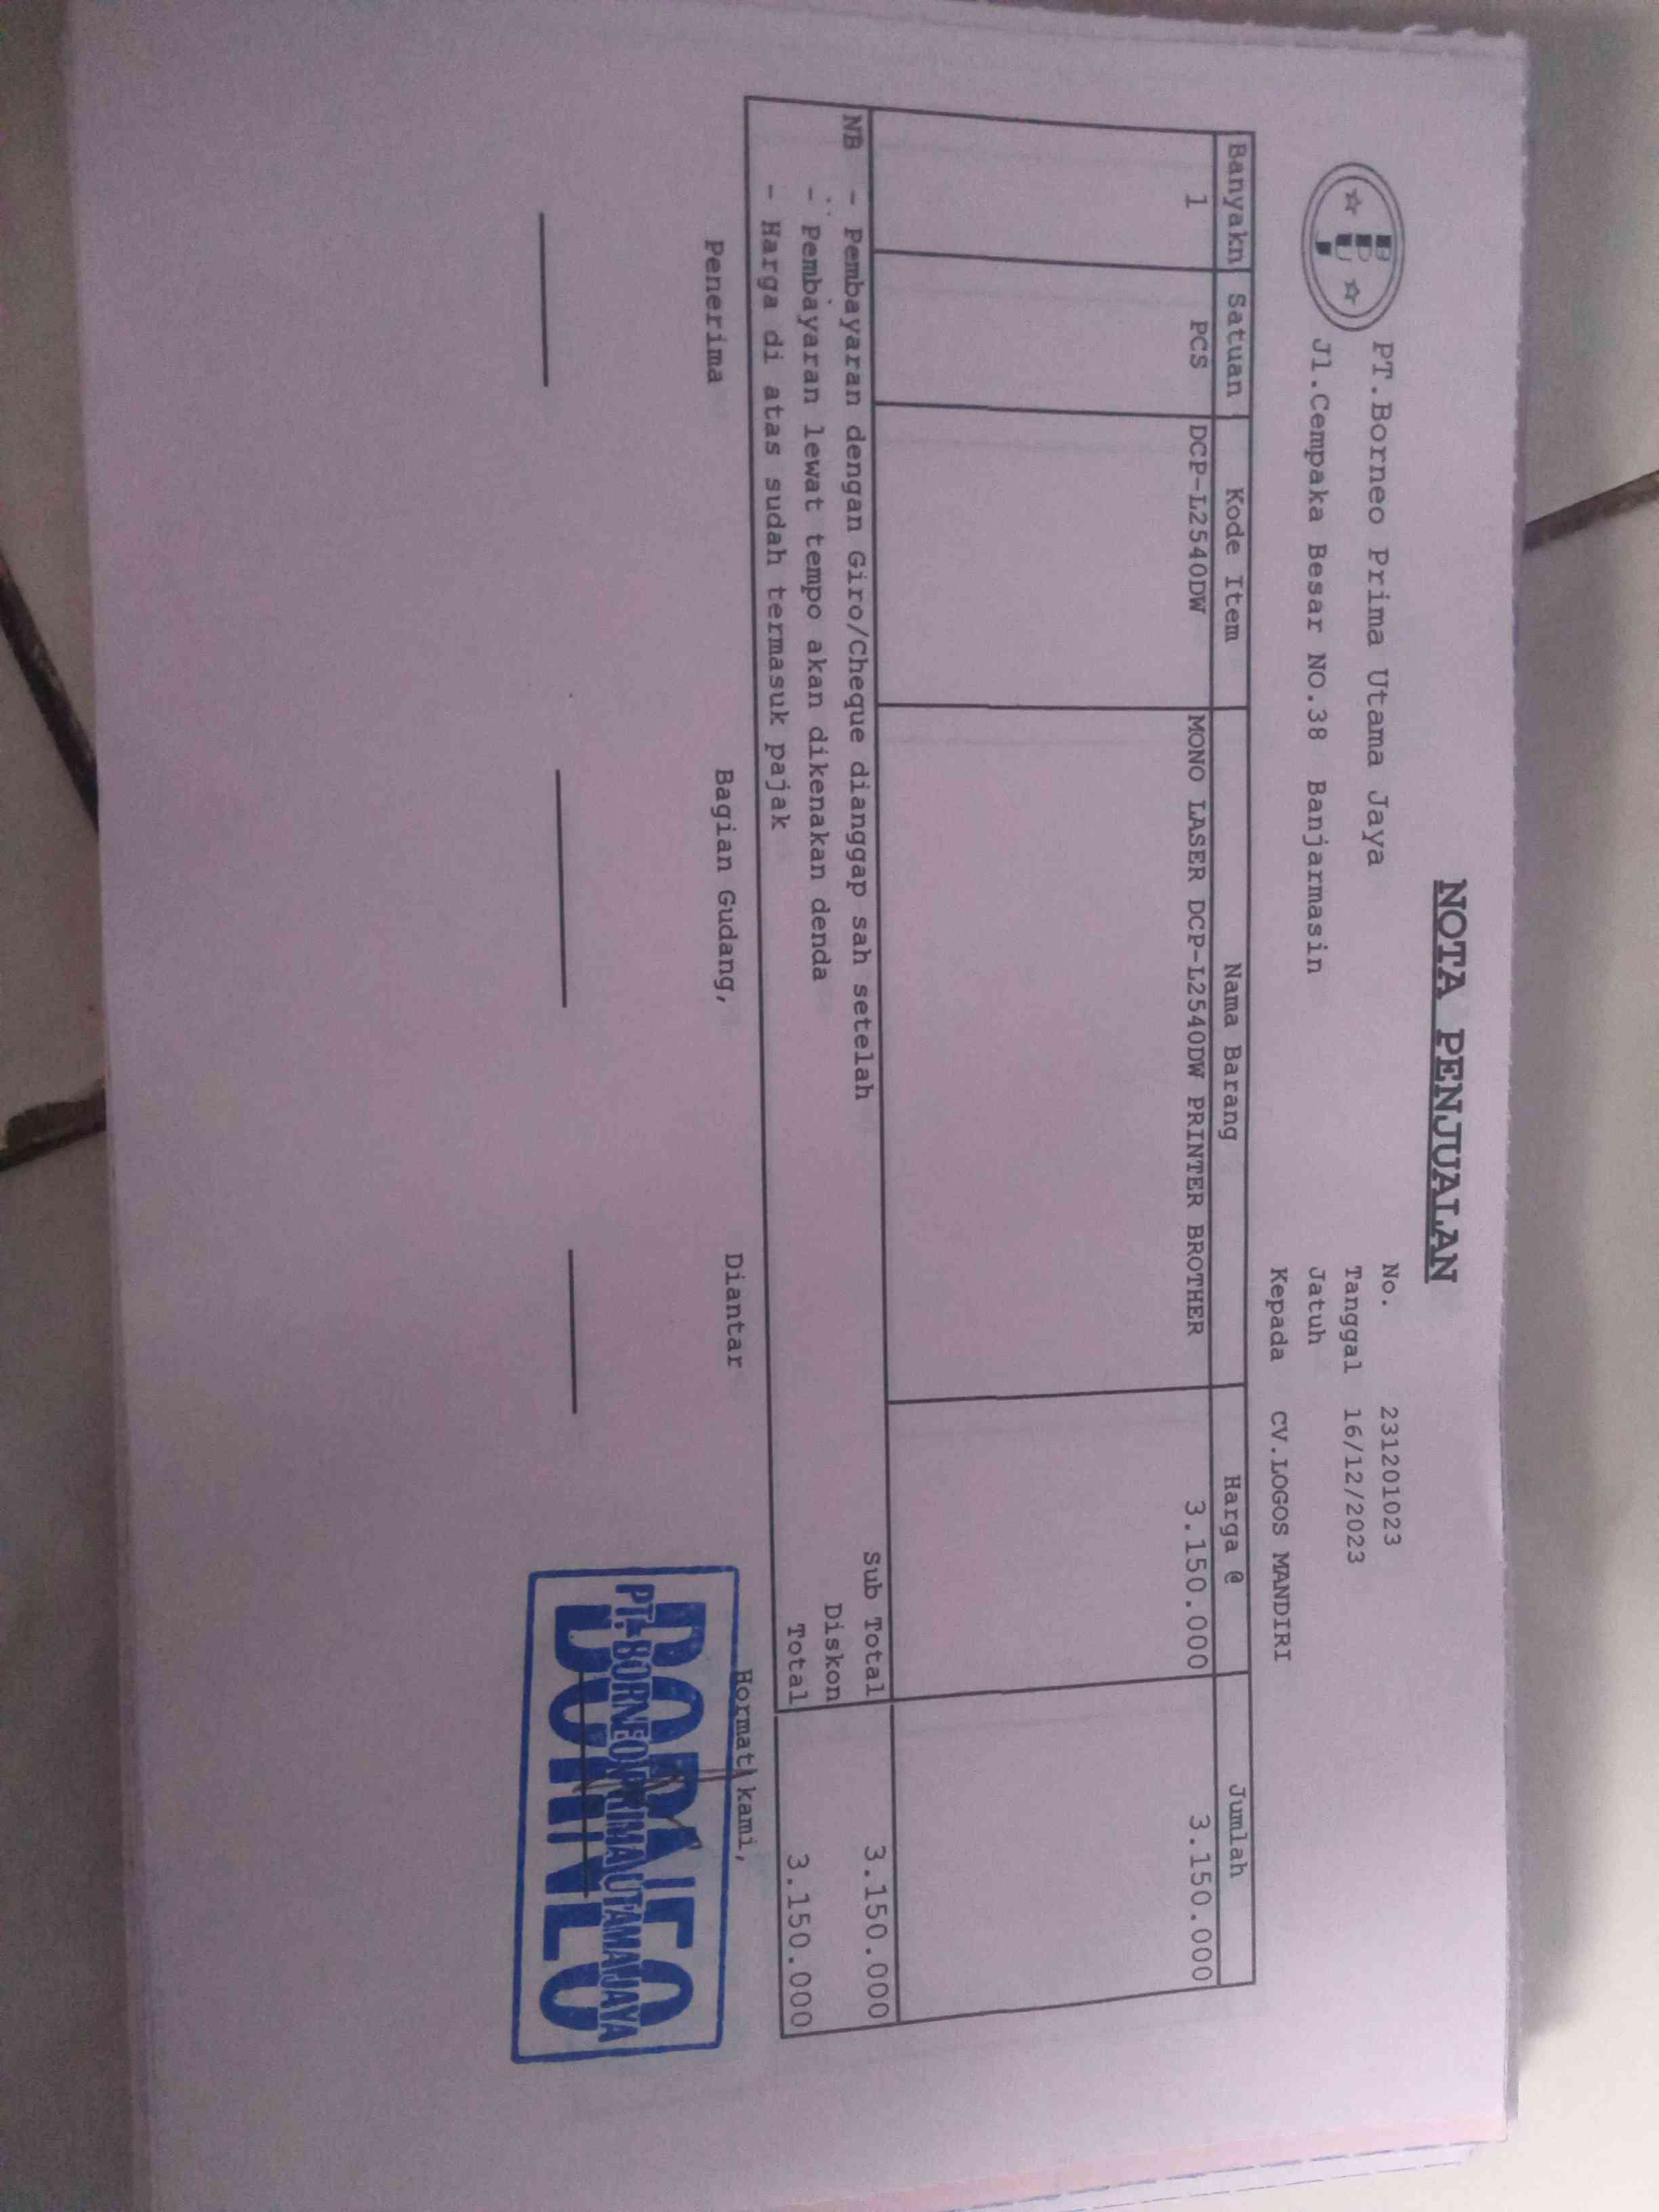 NOTA PENJUALAN
BPUJ
PT.Borneo Prima Utama Jaya
Jl.Cempaka Besar NO.38 Banjarmasin
No. 231201023
Tanggal 16/12/2023
Jatuh
Kepada CV.LOGOS MANDIRI
Banyakn Satuan Kode Item Nama Barang Harga @ Jumlah
1 PCS DCP-L2540DW MONO LASER DCP-L2540DW PRINTER BROTHER 3.150.000 3.150.000
NB - Pembayaran dengan Giro/Cheque dianggap sah setelah
- Pembayaran lewat tempo akan dikenakan denda
- Harga di atas sudah termasuk pajak
Sub Total 3.150.000
Diskon
Total 3.150.000
Penerima Bagian Gudang, Diantar Hormat kami,
BORNEO
PT. BORNEO PRIMA UTAMA JAYA
BORNEO